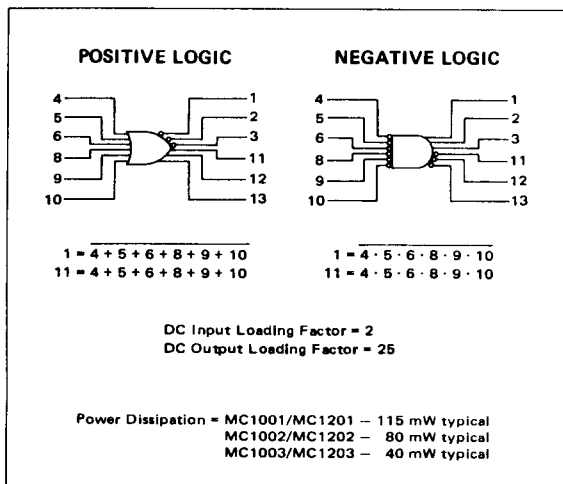 POSITIVE LOGIC
4
5
6
8
9
10
1
2
3
11
12
13
1 = 4 + 5 + 6 + 8 + 9 + 10
11 = 4 + 5 + 6 + 8 + 9 + 10
NEGATIVE LOGIC
4
5
6
8
9
10
1
2
3
11
12
13
1 = 4 · 5 · 6 · 8 · 9 · 10
11 = 4 · 5 · 6 · 8 · 9 · 10
DC Input Loading Factor = 2
DC Output Loading Factor = 25
Power Dissipation = MC1001/MC1201 – 115 mW typical
MC1002/MC1202 – 80 mW typical
MC1003/MC1203 – 40 mW typical